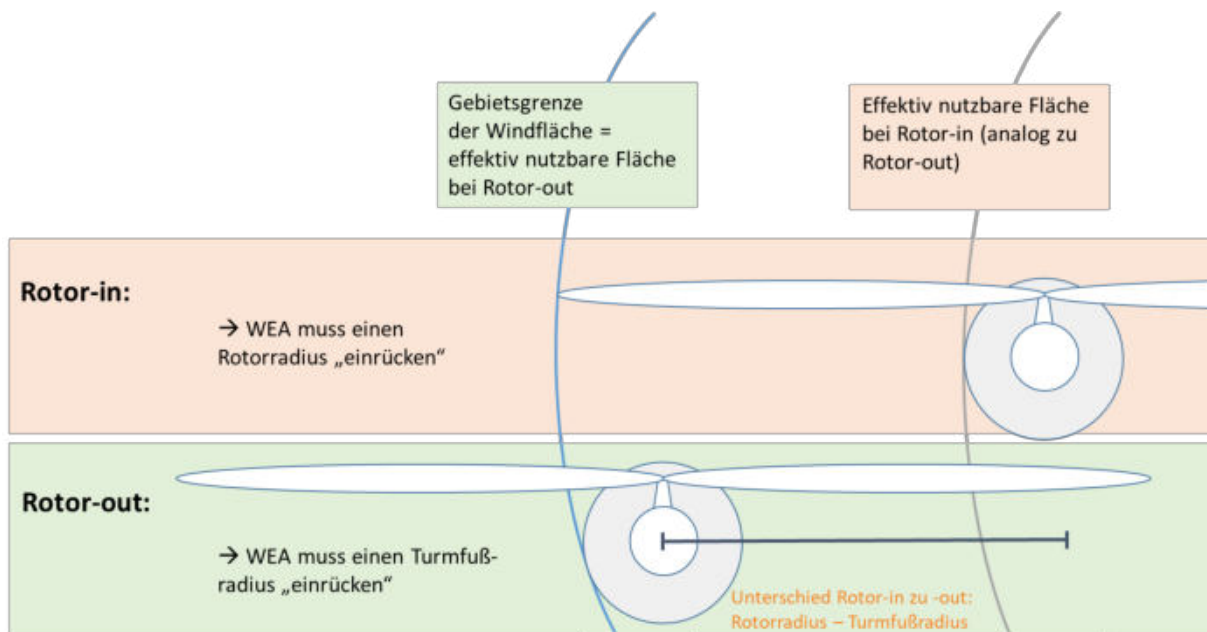 Gebietsgrenze
der Windfläche =
effektiv nutzbare Fläche
bei Rotor-out
Effektiv nutzbare Fläche
bei Rotor-in (analog zu
Rotor-out)
Rotor-in:
→ WEA muss einen
Rotorradius „einrücken“
Rotor-out:
→ WEA muss einen Turmfuß-
radius „einrücken“
Unterschied Rotor-in zu -out:
Rotorradius – Turmfußradius